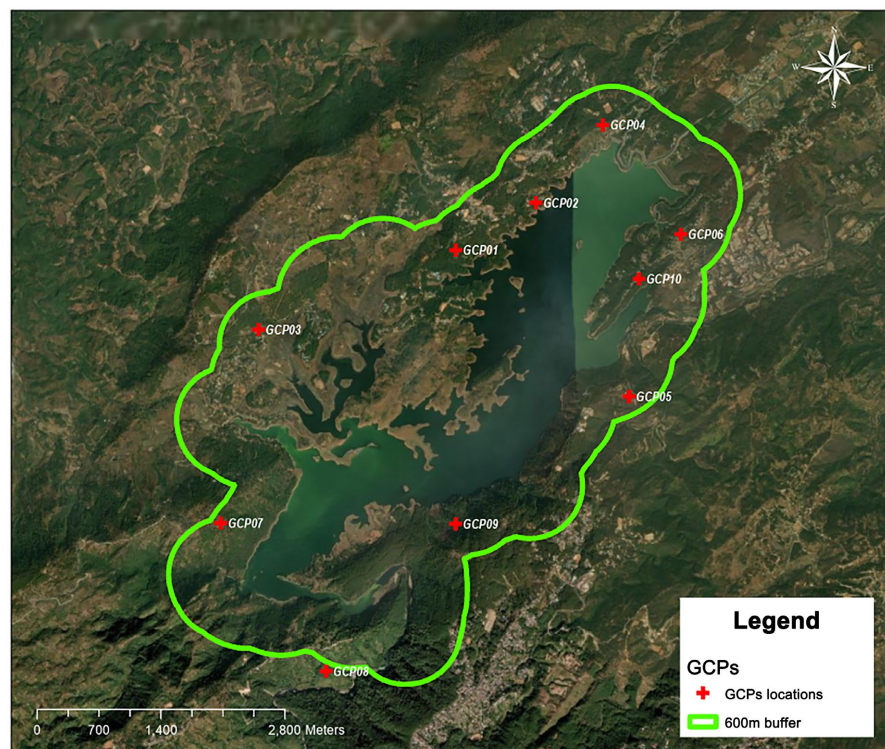 N
W E
S
GCP04
GCP02
GCP06
GCP01
GCP10
GCP03
GCP05
GCP07
GCP09
GCP08
Legend
GCPs
GCPs locations
600m buffer
0 700 1,400 2,800 Meters